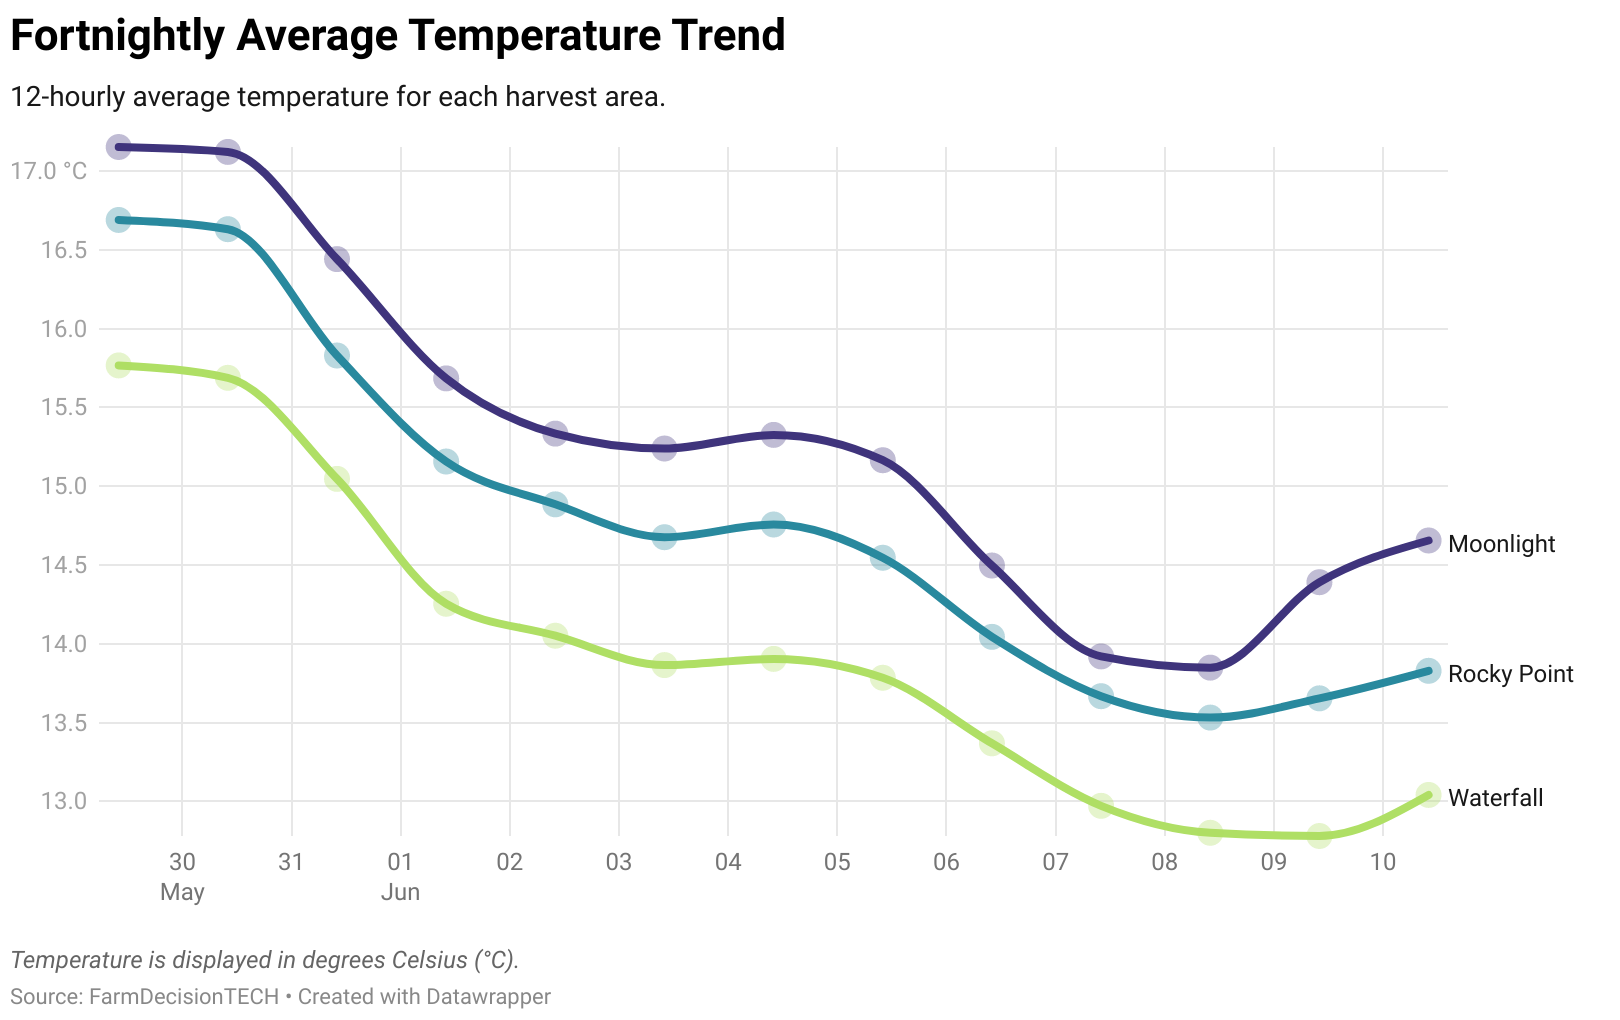 Fortnightly Average Temperature Trend
12-hourly average temperature for each harvest area.
17.0 °C
16.5
16.0
15.5
15.0
14.5
14.0
13.5
13.0
Moonlight
Rocky Point
Waterfall
30 31 01 02 03 04 05 06 07 08 09 10
May Jun
Temperature is displayed in degrees Celsius (°C).
Source: FarmDecisionTECH • Created with Datawrapper